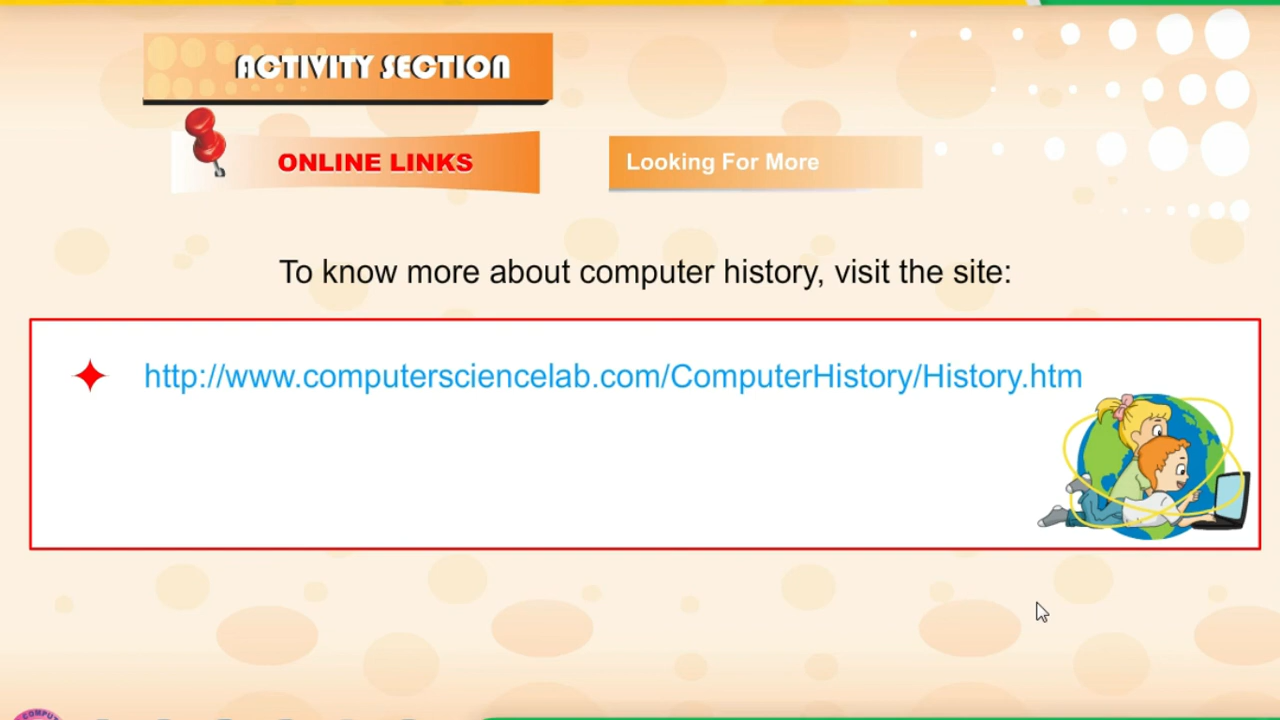 ACTIVITY SECTION
ONLINE LINKS
Looking For More
To know more about computer history, visit the site:
http://www.computersciencelab.com/ComputerHistory/History.htm